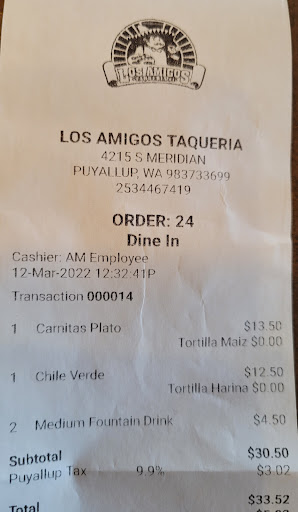 LOS AMIGOS
LOS AMIGOS TAQUERIA
4215 S MERIDIAN
PUYALLUP, WA 983733699
2534467419
ORDER: 24
Dine In
Cashier: AM Employee
12-Mar-2022 12:32:41P
Transaction 000014
1 Carnitas Plato $13.50
Tortilla Maiz $0.00
1 Chile Verde $12.50
Tortilla Harina $0.00
2 Medium Fountain Drink $4.50
Subtotal $30.50
Puyallup Tax 9.9% $3.02
Total $33.52